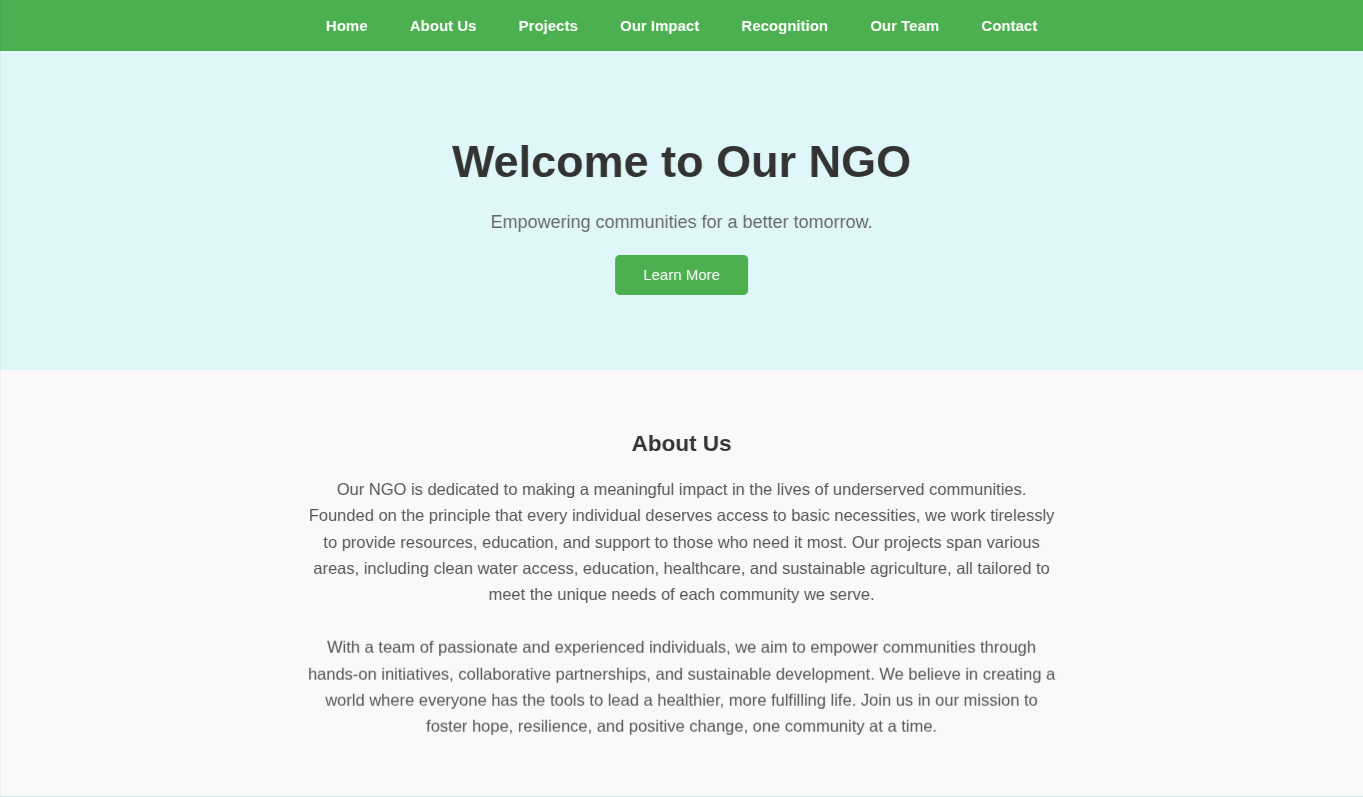 Home About Us Projects Our Impact Recognition Our Team Contact
Welcome to Our NGO
Empowering communities for a better tomorrow.
Learn More
About Us
Our NGO is dedicated to making a meaningful impact in the lives of underserved communities.
Founded on the principle that every individual deserves access to basic necessities, we work tirelessly
to provide resources, education, and support to those who need it most. Our projects span various
areas, including clean water access, education, healthcare, and sustainable agriculture, all tailored to
meet the unique needs of each community we serve.
With a team of passionate and experienced individuals, we aim to empower communities through
hands-on initiatives, collaborative partnerships, and sustainable development. We believe in creating a
world where everyone has the tools to lead a healthier, more fulfilling life. Join us in our mission to
foster hope, resilience, and positive change, one community at a time.